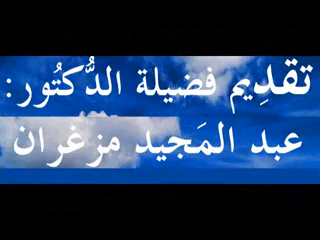 تقدِيم فضيلة الدُّكتُور:
عبد المَجيد مزغران